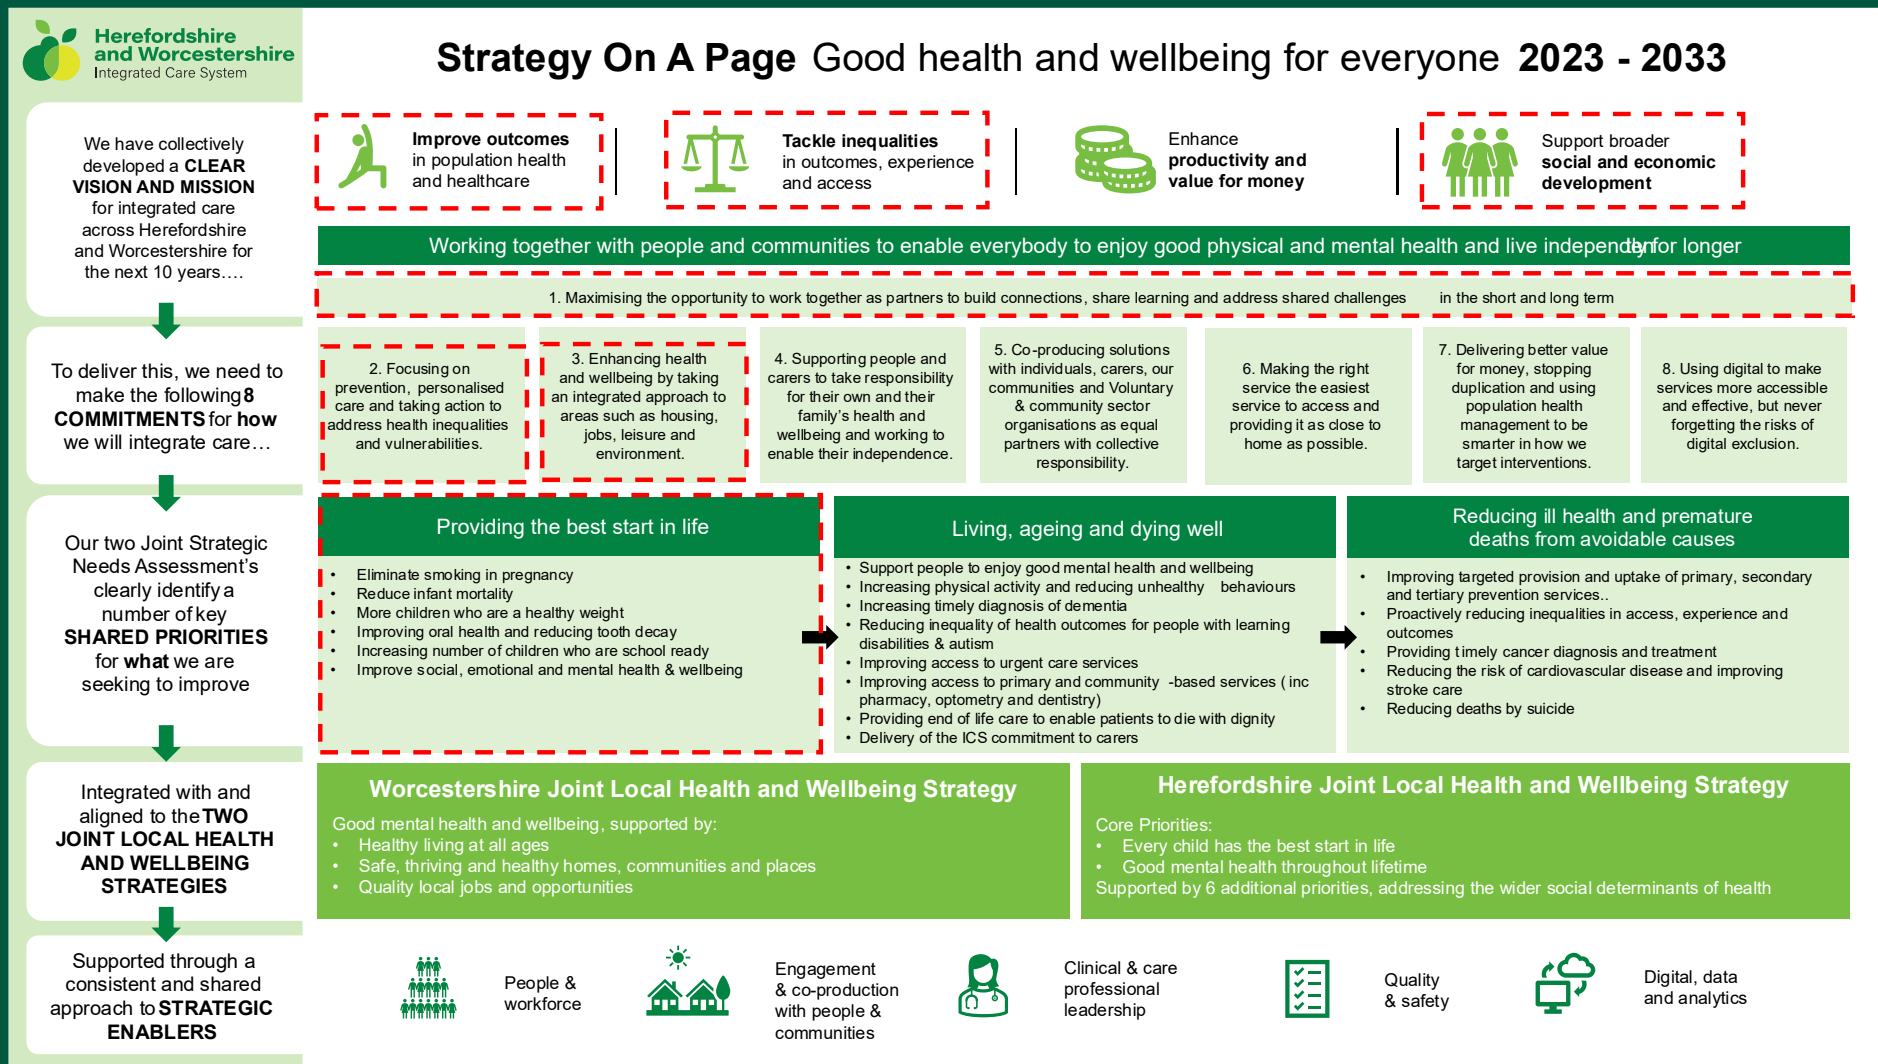 Herefordshire
and Worcestershire
Integrated Care System
Strategy On A Page Good health and wellbeing for everyone 2023 - 2033
We have collectively
developed a CLEAR
VISION AND MISSION
for integrated care
across Herefordshire
and Worcestershire for
the next 10 years….
Improve outcomes
in population health
and healthcare
Tackle inequalities
in outcomes, experience
and access
Enhance
productivity and
value for money
Support broader
social and economic
development
Working together with people and communities to enable everybody to enjoy good physical and mental health and live independently for longer
To deliver this, we need to
make the following 8
COMMITMENTS for how
we will integrate care…
1. Maximising the opportunity to work together as partners to build connections, share learning and address shared challenges in the short and long term
2. Focusing on
prevention, personalised
care and taking action to
address health inequalities
and vulnerabilities.
3. Enhancing health
and wellbeing by taking
an integrated approach to
areas such as housing,
jobs, leisure and
environment.
4. Supporting people and
carers to take responsibility
for their own and their
family's health and
wellbeing and working to
enable their independence.
5. Co-producing solutions
with individuals, carers, our
communities and Voluntary
& community sector
organisations as equal
partners with collective
responsibility.
6. Making the right
service the easiest
service to access and
providing it as close to
home as possible.
7. Delivering better value
for money, stopping
duplication and using
population health
management to be
smarter in how we
target interventions.
8. Using digital to make
services more accessible
and effective, but never
forgetting the risks of
digital exclusion.
Our two Joint Strategic
Needs Assessment's
clearly identify a
number of key
SHARED PRIORITIES
for what we are
seeking to improve
Providing the best start in life
• Eliminate smoking in pregnancy
• Reduce infant mortality
• More children who are a healthy weight
• Improving oral health and reducing tooth decay
• Increasing number of children who are school ready
• Improve social, emotional and mental health & wellbeing
Living, ageing and dying well
• Support people to enjoy good mental health and wellbeing
• Increasing physical activity and reducing unhealthy behaviours
• Increasing timely diagnosis of dementia
• Reducing inequality of health outcomes for people with learning
disabilities & autism
• Improving access to urgent care services
• Improving access to primary and community -based services ( inc
pharmacy, optometry and dentistry)
• Providing end of life care to enable patients to die with dignity
• Delivery of the ICS commitment to carers
Reducing ill health and premature
deaths from avoidable causes
• Improving targeted provision and uptake of primary, secondary
and tertiary prevention services..
• Proactively reducing inequalities in access, experience and
outcomes
• Providing timely cancer diagnosis and treatment
• Reducing the risk of cardiovascular disease and improving
stroke care
• Reducing deaths by suicide
Integrated with and
aligned to the TWO
JOINT LOCAL HEALTH
AND WELLBEING
STRATEGIES
Worcestershire Joint Local Health and Wellbeing Strategy
Good mental health and wellbeing, supported by:
• Healthy living at all ages
• Safe, thriving and healthy homes, communities and places
• Quality local jobs and opportunities
Herefordshire Joint Local Health and Wellbeing Strategy
Core Priorities:
• Every child has the best start in life
• Good mental health throughout lifetime
Supported by 6 additional priorities, addressing the wider social determinants of health
Supported through a
consistent and shared
approach to STRATEGIC
ENABLERS
People &
workforce
Engagement
& co-production
with people &
communities
Clinical & care
professional
leadership
Quality
& safety
Digital, data
and analytics